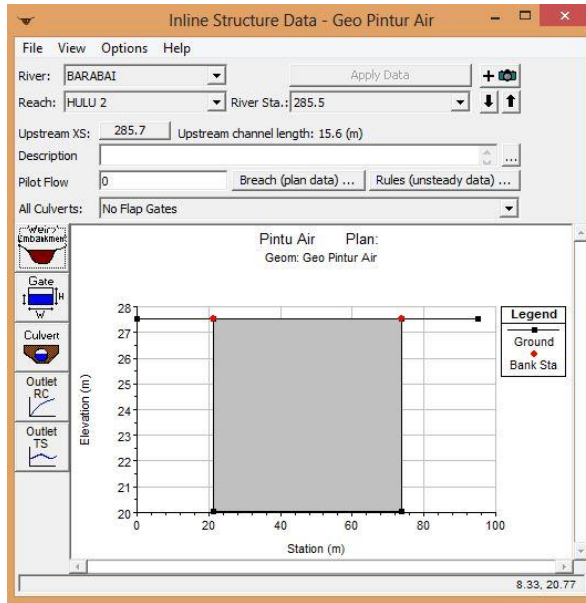 Inline Structure Data - Geo Pintur Air
File View Options Help
River: BARABAI Apply Data
Reach: HULU 2 River Sta.: 285.5
Upstream XS: 285.7 Upstream channel length: 15.6 (m)
Description ...
Pilot Flow 0 Breach (plan data) ... Rules (unsteady data) ...
All Culverts: No Flap Gates
Weir/
Embankment
Gate
H
W
Culvert
Outlet
RC
Outlet
TS
Pintu Air Plan:
Geom: Geo Pintur Air
28
27
26
25
24
23
22
21
20
Elevation (m)
0 20 40 60 80 100
Station (m)
Legend
Ground
Bank Sta
8.33, 20.77